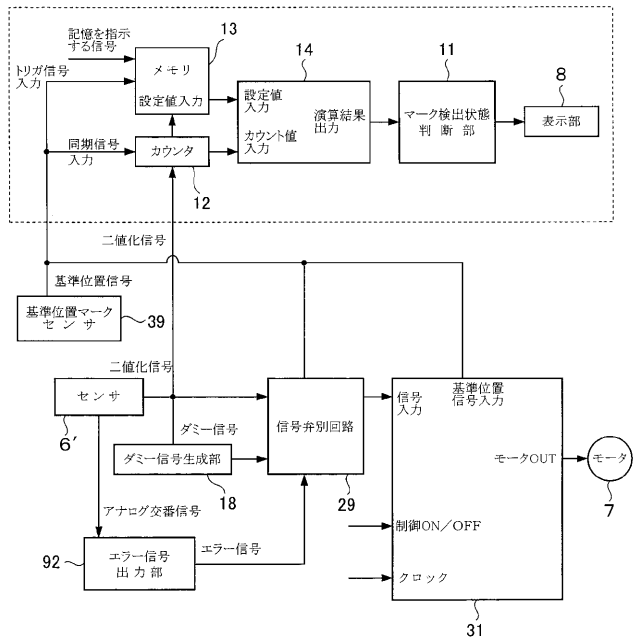 記憶を指示
する信号
13
14
11
8
トリガ信号
入力
メモリ
設定値入力
設定値
入力
演算結果
出力
マーク検出状態
判断部
表示部
同期信号
入力
カウンタ
カウント値
入力
12
二値化信号
基準位置信号
基準位置マーク
センサ
39
二値化信号
センサ
6′
ダミー信号
ダミー信号生成部
18
信号弁別回路
29
信号
入力
基準位置
信号入力
モータOUT
モータ
7
アナログ交番信号
92
エラー信号
出力部
エラー信号
制御ON/OFF
クロック
31